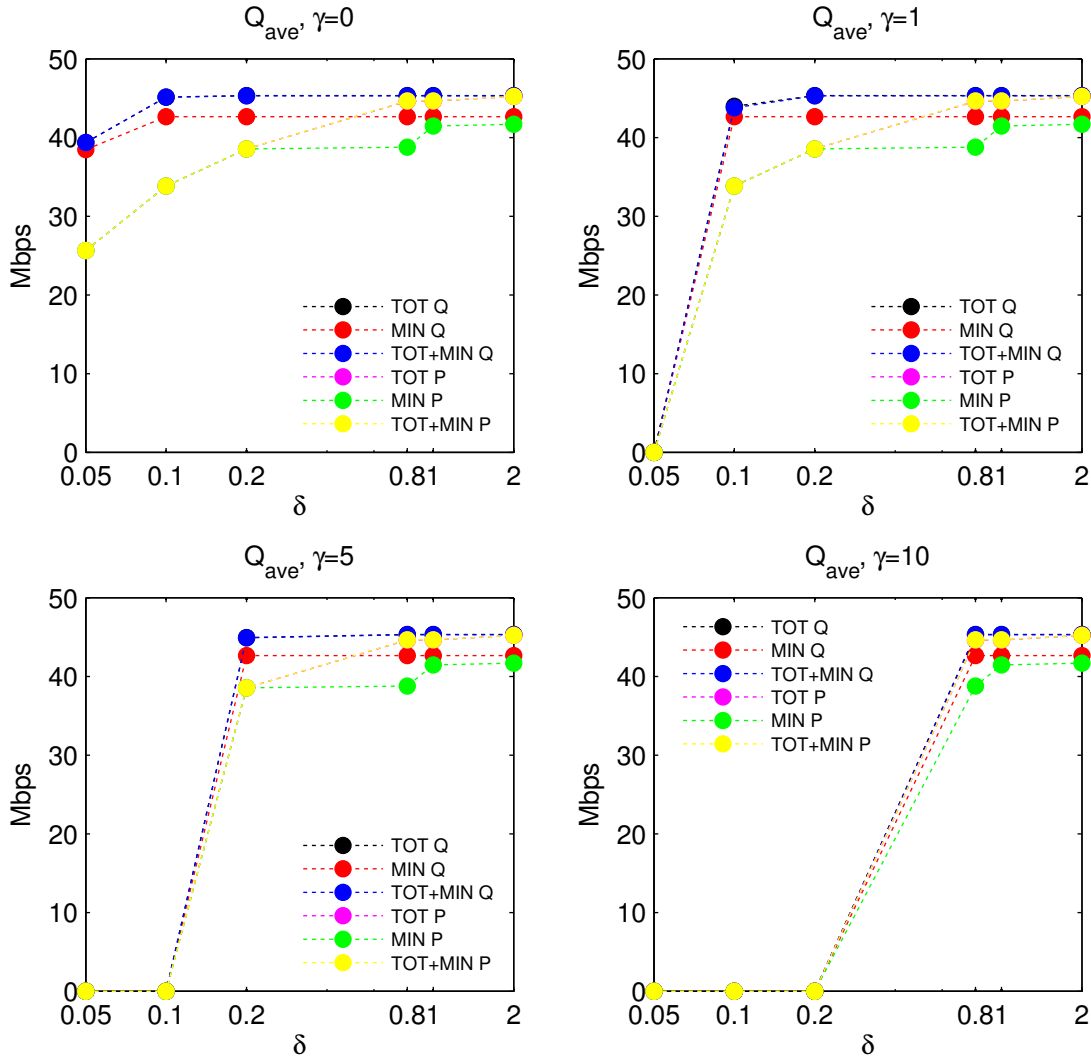 Q_ave, γ=0
50
40
30
20
10
0
Mbps
TOT Q
MIN Q
TOT+MIN Q
TOT P
MIN P
TOT+MIN P
0.05 0.1 0.2 0.81 2
δ
Q_ave, γ=1
50
40
30
20
10
0
Mbps
TOT Q
MIN Q
TOT+MIN Q
TOT P
MIN P
TOT+MIN P
0.05 0.1 0.2 0.81 2
δ
Q_ave, γ=5
50
40
30
20
10
0
Mbps
TOT Q
MIN Q
TOT+MIN Q
TOT P
MIN P
TOT+MIN P
0.05 0.1 0.2 0.81 2
δ
Q_ave, γ=10
50
40
30
20
10
0
Mbps
TOT Q
MIN Q
TOT+MIN Q
TOT P
MIN P
TOT+MIN P
0.05 0.1 0.2 0.81 2
δ